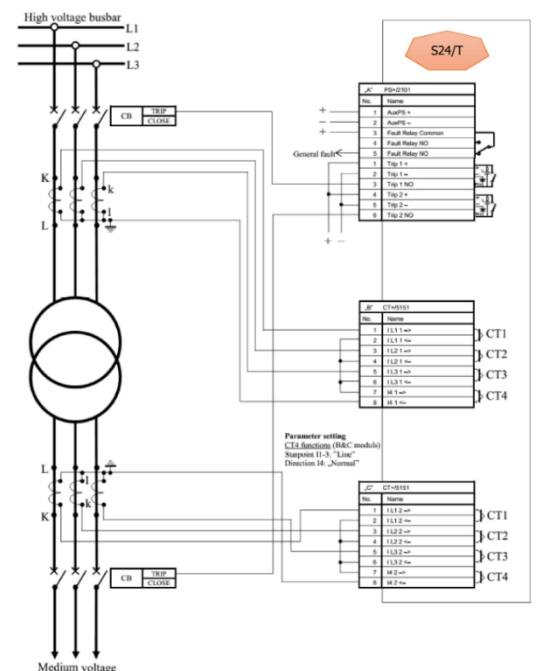 High voltage busbar
L1
L2
L3
S24/T
"A" PS+/2101
No. Name
1 AuxPS +
2 AuxPS –
3 Fault Relay Common
4 Fault Relay NO
5 Fault Relay NO
1 Trip 1 +
2 Trip 1 –
3 Trip 1 NO
4 Trip 2 +
5 Trip 2 –
6 Trip 2 NO
+
–
+
General fault
+ –
CB TRIP
CLOSE
K
k
L
l
"B" CT+/5151
No. Name
1 I L1 1 –>
2 I L1 1 <–
3 I L2 1 –>
4 I L2 1 <–
5 I L3 1 –>
6 I L3 1 <–
7 I4 1 –>
8 I4 1 <–
CT1
CT2
CT3
CT4
Parameter setting
CT4 functions (B&C moduls)
Starpoint I1-3: "Line"
Direction I4: „Normal"
L
l
K
k
"C" CT+/5151
No. Name
1 I L1 2 –>
2 I L1 2 <–
3 I L2 2 –>
4 I L2 2 <–
5 I L3 2 –>
6 I L3 2 <–
7 I4 2 –>
8 I4 2 <–
CT1
CT2
CT3
CT4
CB TRIP
CLOSE
Medium voltage